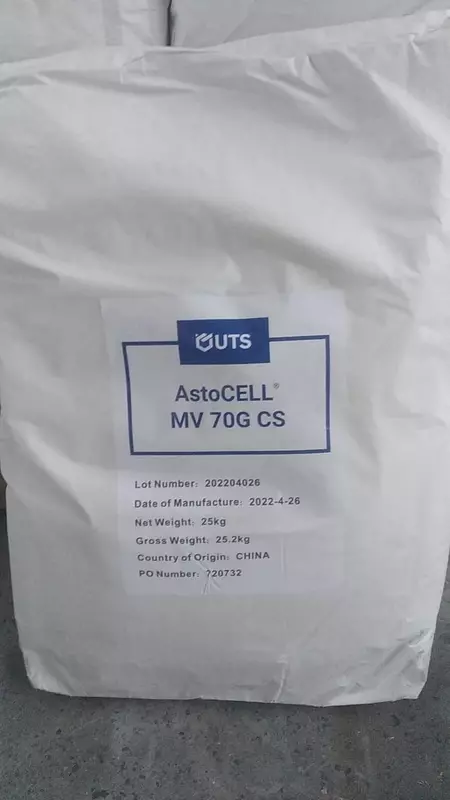 UTS
AstoCELL®
MV 70G CS
Lot Number: 202204026
Date of Manufacture: 2022-4-26
Net Weight: 25kg
Gross Weight: 25.2kg
Country of Origin: CHINA
PO Number: 720732